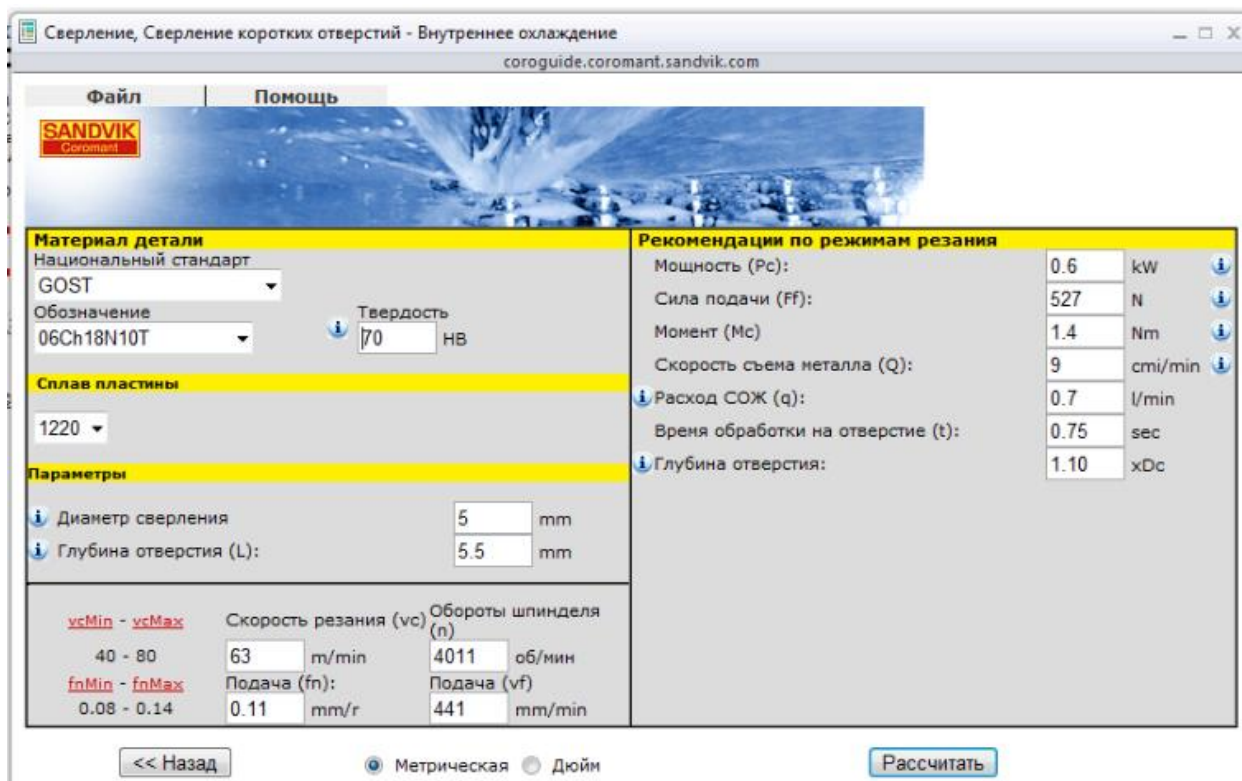 Сверление, Сверление коротких отверстий - Внутреннее охлаждение
coroguide.coromant.sandvik.com
Файл | Помощь
SANDVIK
Coromant
Материал детали
Национальный стандарт
GOST
Обозначение Твердость
06Ch18N10T 70 HB
Сплав пластины
1220
Параметры
Диаметр сверления 5 mm
Глубина отверстия (L): 5.5 mm
vcMin - vcMax Скорость резания (vc) Обороты шпинделя (n)
40 - 80 63 m/min 4011 об/мин
fnMin - fnMax Подача (fn): Подача (vf)
0.08 - 0.14 0.11 mm/r 441 mm/min
Рекомендации по режимам резания
Мощность (Pc): 0.6 kW
Сила подачи (Ff): 527 N
Момент (Mc) 1.4 Nm
Скорость съема металла (Q): 9 cmi/min
Расход СОЖ (q): 0.7 l/min
Время обработки на отверстие (t): 0.75 sec
Глубина отверстия: 1.10 xDc
<< Назад Метрическая Дюйм Рассчитать